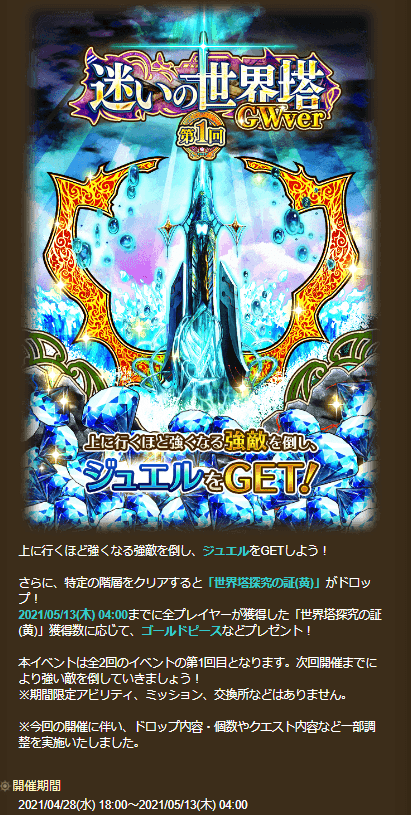 迷いの世界塔
GWver
第1回
上に行くほど強くなる強敵を倒し、
ジュエルをGET!
上に行くほど強くなる強敵を倒し、ジュエルをGETしよう！
さらに、特定の階層をクリアすると「世界塔探究の証(黄)」がドロッ
プ！
2021/05/13(木) 04:00までに全プレイヤーが獲得した「世界塔探究の証
(黄)」獲得数に応じて、ゴールドピースなどプレゼント！
本イベントは全2回のイベントの第1回目となります。次回開催までに
より強い敵を倒していきましょう！
※期間限定アビリティ、ミッション、交換所などはありません。
※今回の開催に伴い、ドロップ内容・個数やクエスト内容など一部調
整を実施いたしました。
開催期間
2021/04/28(水) 18:00～2021/05/13(木) 04:00